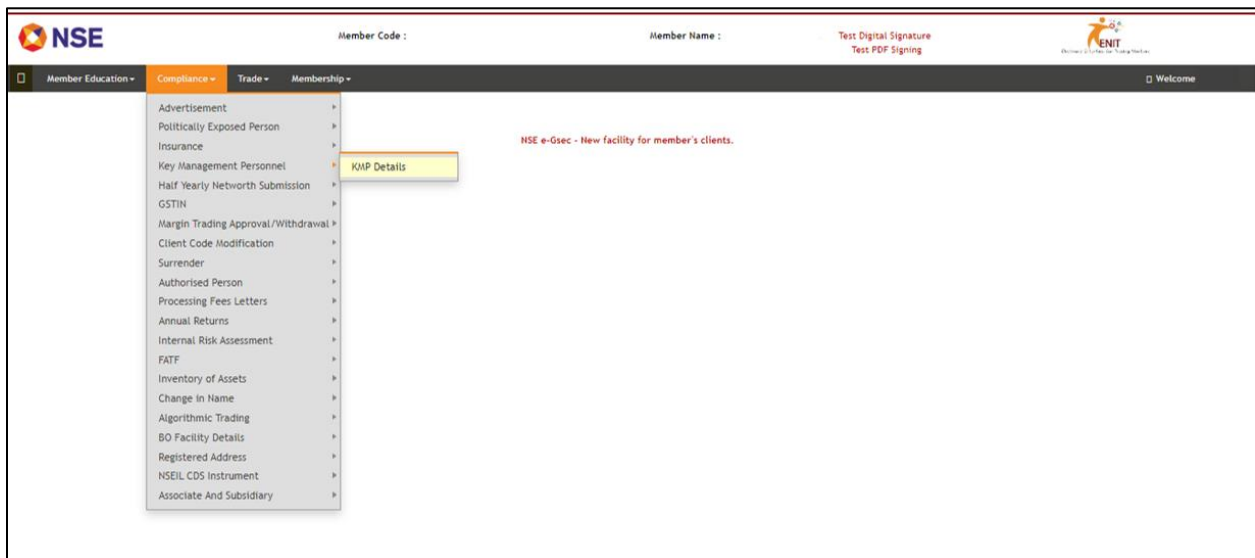 NSE
Member Code :
Member Name :
Test Digital Signature
Test PDF Signing
ENIT
Member Education
Compliance
Trade
Membership
Welcome
NSE e-Gsec - New facility for member's clients.
Advertisement
Politically Exposed Person
Insurance
Key Management Personnel
KMP Details
Half Yearly Networth Submission
GSTIN
Margin Trading Approval/Withdrawal
Client Code Modification
Surrender
Authorised Person
Processing Fees Letters
Annual Returns
Internal Risk Assessment
FATF
Inventory of Assets
Change in Name
Algorithmic Trading
BO Facility Details
Registered Address
NSEIL CDS Instrument
Associate And Subsidiary